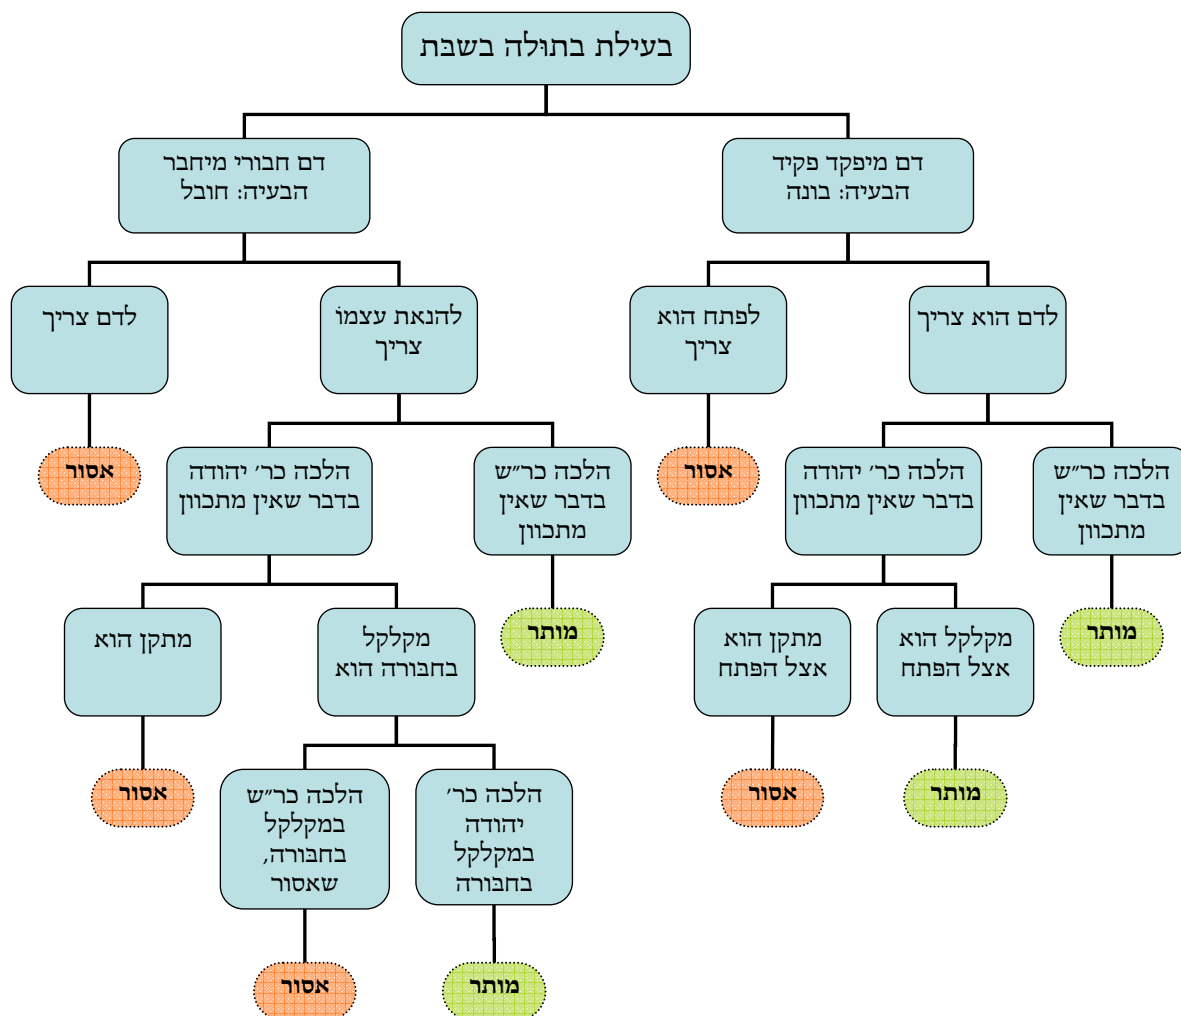 בעילת בתולה בשבת
דם מיפקד פקיד
הבעיה: בונה
דם חבורי מיחבר
הבעיה: חובל
לדם הוא צריך
לפתח הוא
צריך
להנאת עצמו
צריך
לדם צריך
הלכה כר״ש
בדבר שאין
מתכוון
הלכה כר׳ יהודה
בדבר שאין מתכוון
אסור
הלכה כר״ש
בדבר שאין
מתכוון
הלכה כר׳ יהודה
בדבר שאין מתכוון
אסור
מותר
מקלקל הוא
אצל הפתח
מתקן הוא
אצל הפתח
מותר
מקלקל
בחבורה הוא
מתקן הוא
מותר
אסור
הלכה כר׳
יהודה
במקלקל
בחבורה
הלכה כר״ש
במקלקל
בחבורה,
שאסור
אסור
מותר
אסור